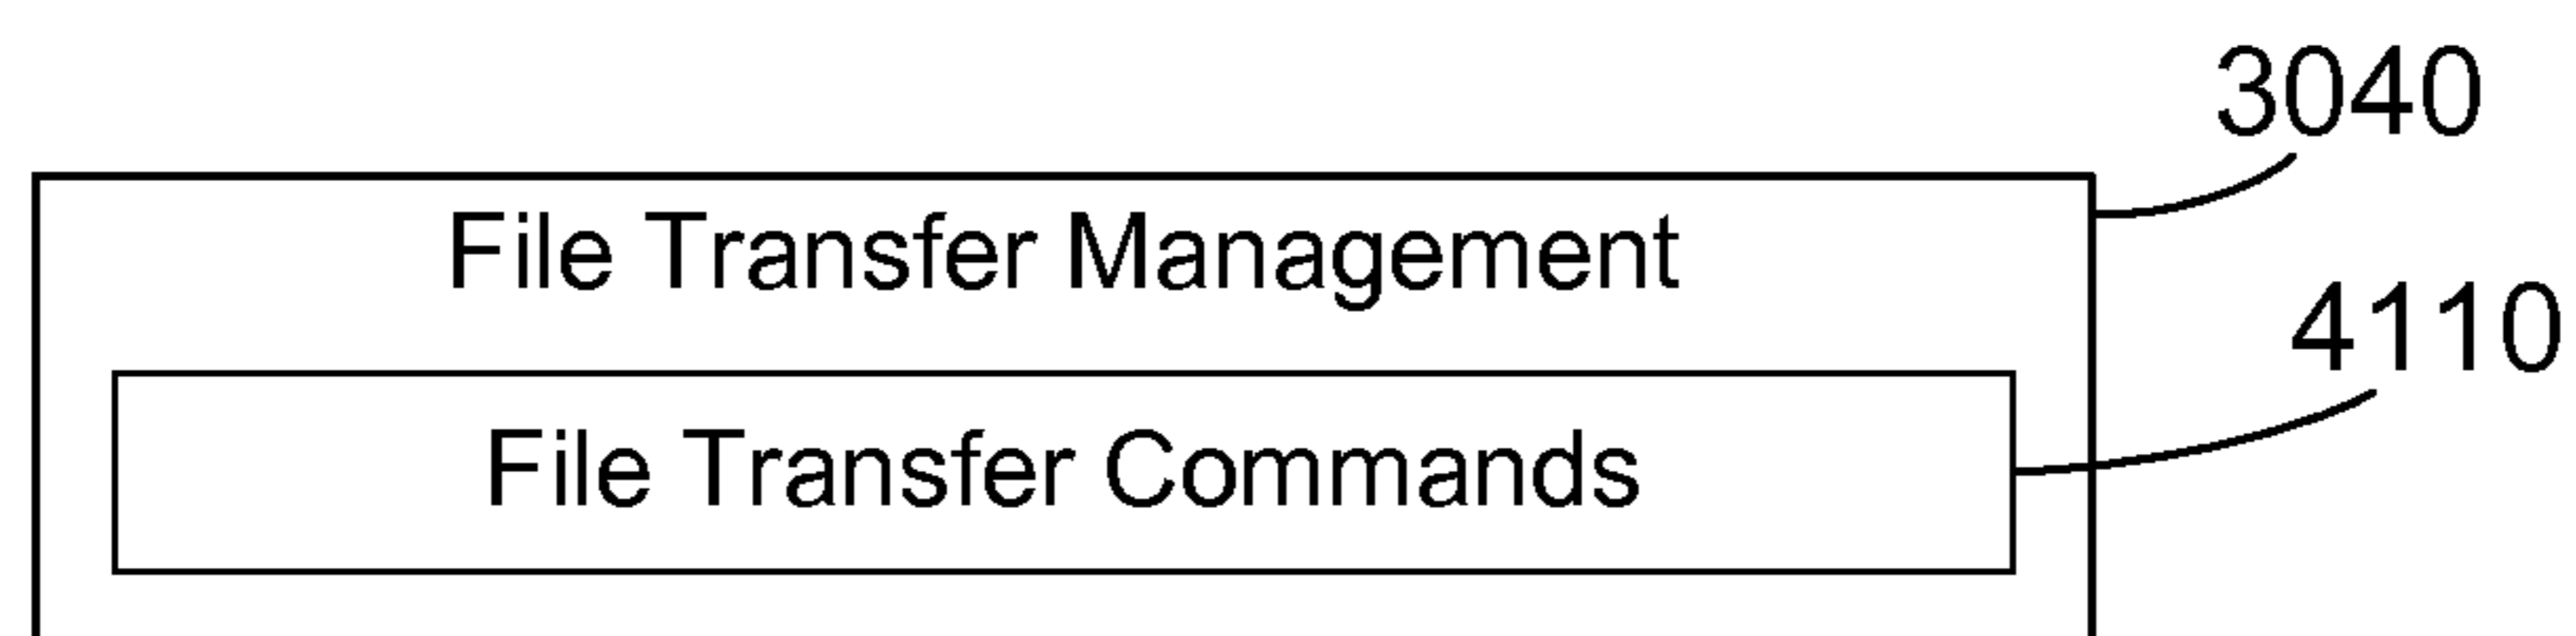 3040
File Transfer Management
4110
File Transfer Commands